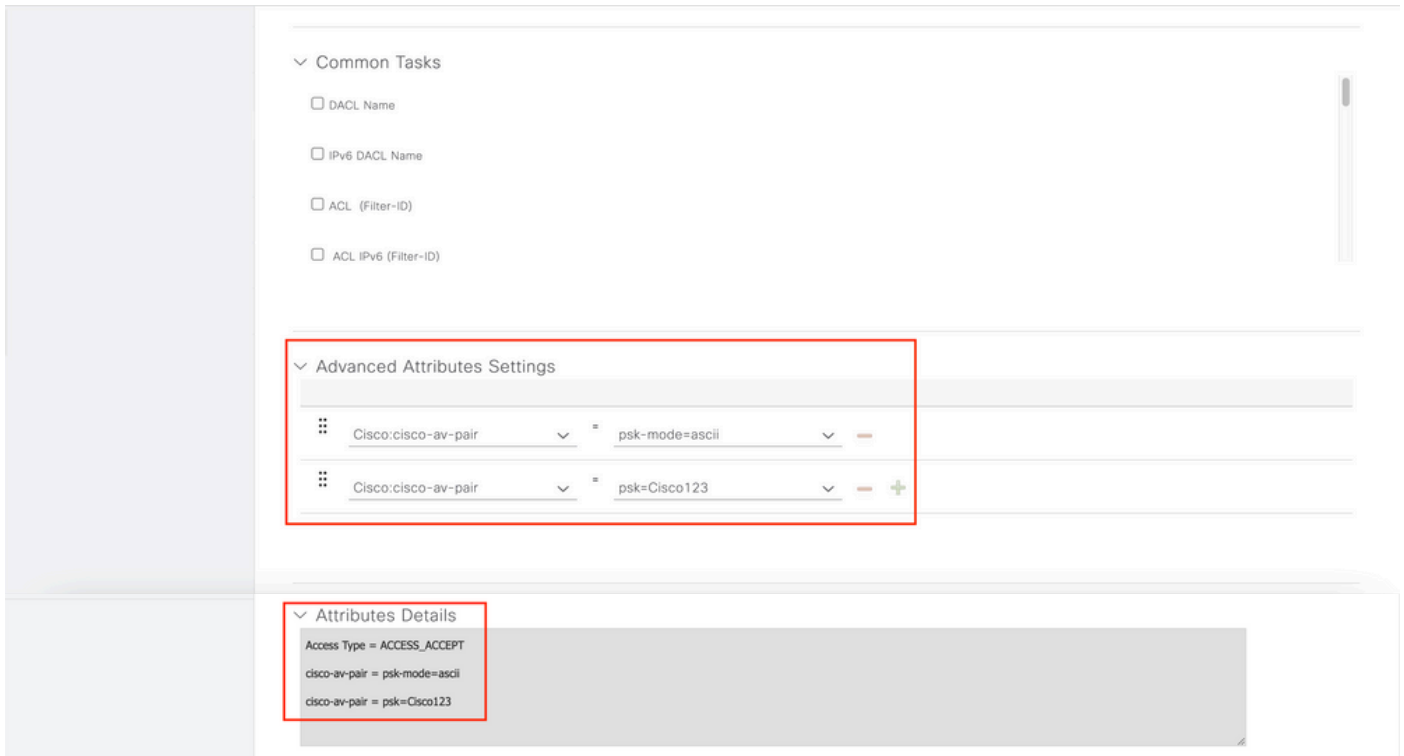 Common Tasks
DACL Name
IPv6 DACL Name
ACL (Filter-ID)
ACL IPv6 (Filter-ID)
Advanced Attributes Settings
Cisco:cisco-av-pair = psk-mode=ascii
Cisco:cisco-av-pair = psk=Cisco123
Attributes Details
Access Type = ACCESS_ACCEPT
cisco-av-pair = psk-mode=ascii
cisco-av-pair = psk=Cisco123